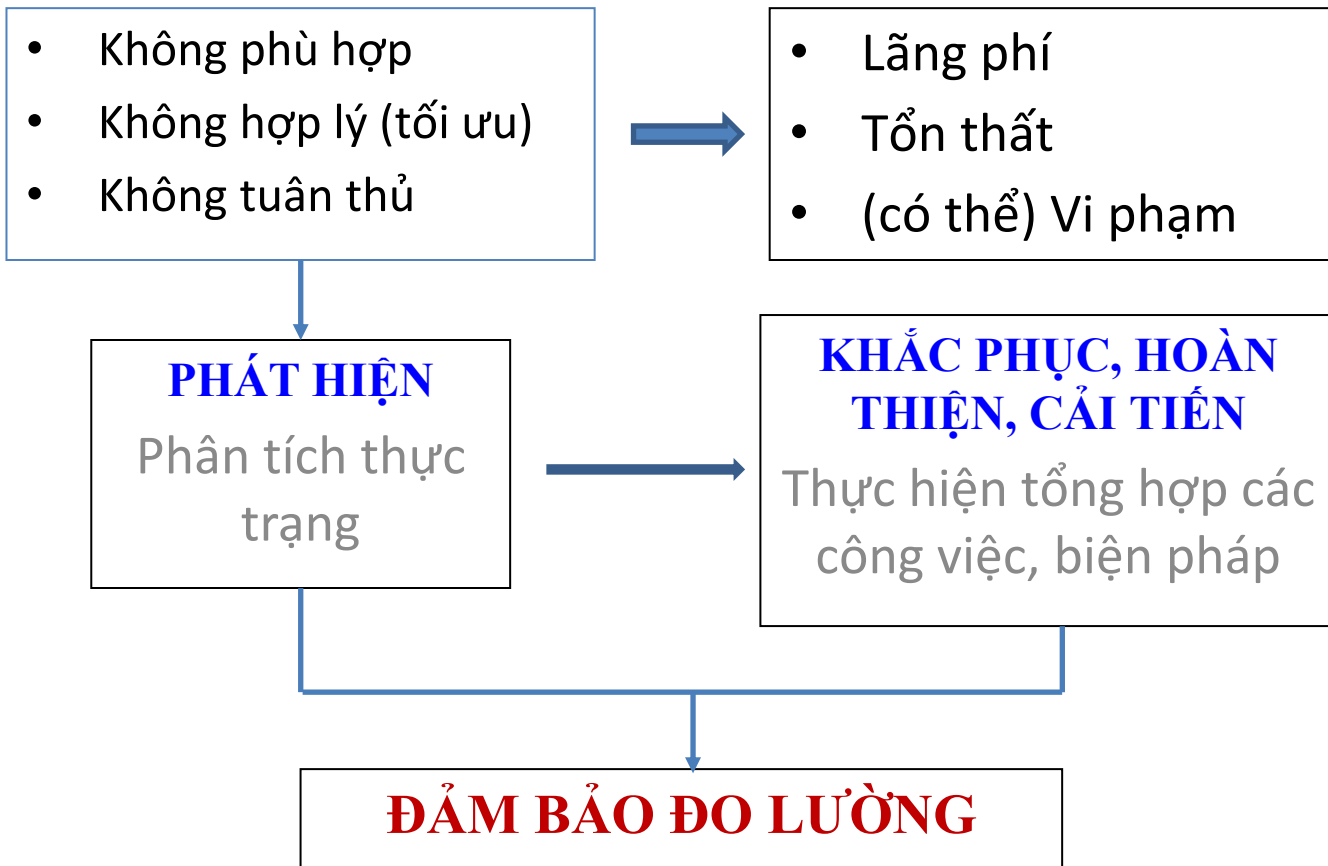 • Không phù hợp
• Không hợp lý (tối ưu)
• Không tuân thủ
• Lãng phí
• Tổn thất
• (có thể) Vi phạm
PHÁT HIỆN
Phân tích thực
trạng
KHẮC PHỤC, HOÀN
THIỆN, CẢI TIẾN
Thực hiện tổng hợp các
công việc, biện pháp
ĐẢM BẢO ĐO LƯỜNG